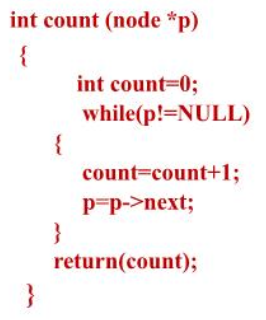 int count (node *p)
{
int count=0;
while(p!=NULL)
{
count=count+1;
p=p->next;
}
return(count);
}